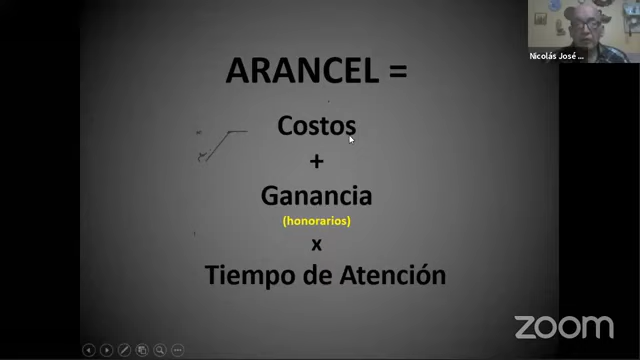 Nicolás José ...
ARANCEL =
Costos
+
Ganancia
(honorarios)
x
Tiempo de Atención
zoom